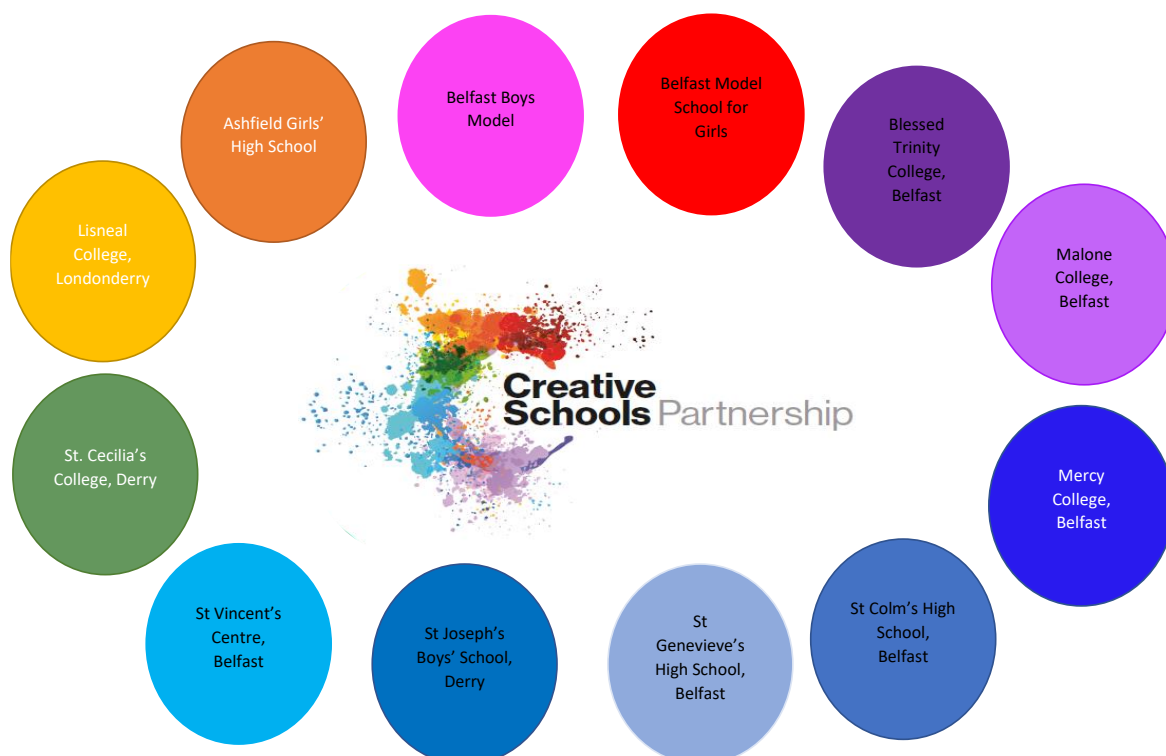 Ashfield Girls’
High School
Belfast Boys
Model
Belfast Model
School for
Girls
Blessed
Trinity
College,
Belfast
Malone
College,
Belfast
Mercy
College,
Belfast
St Colm’s High
School,
Belfast
St
Genevieve’s
High School,
Belfast
St Joseph’s
Boys’ School,
Derry
St Vincent’s
Centre,
Belfast
St. Cecilia’s
College, Derry
Lisneal
College,
Londonderry
Creative
Schools Partnership